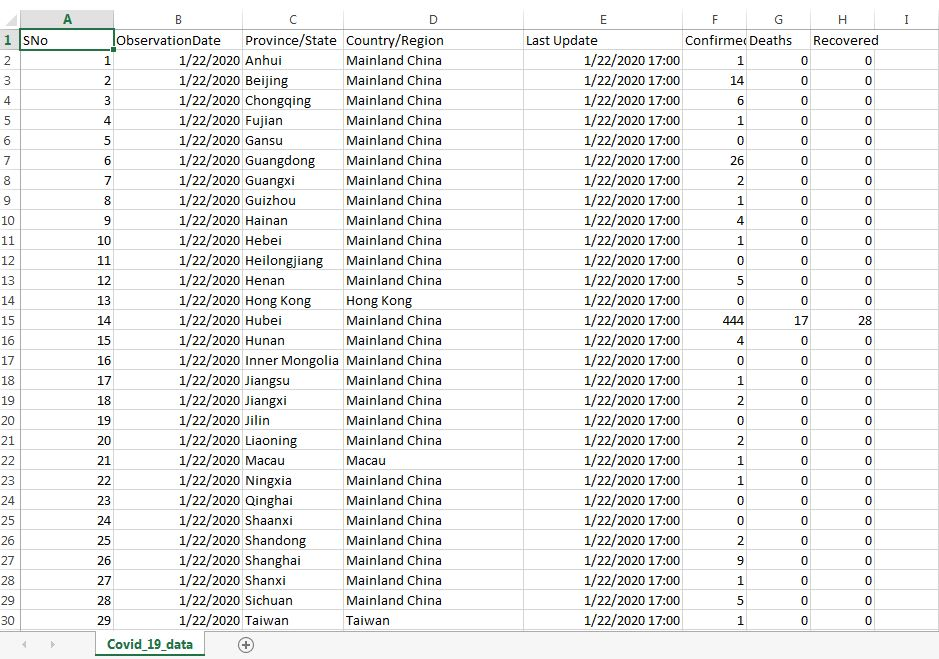 A B C D E F G H I
1 SNo ObservationDate Province/State Country/Region Last Update Confirmed Deaths Recovered
2 1 1/22/2020 Anhui Mainland China 1/22/2020 17:00 1 0 0
3 2 1/22/2020 Beijing Mainland China 1/22/2020 17:00 14 0 0
4 3 1/22/2020 Chongqing Mainland China 1/22/2020 17:00 6 0 0
5 4 1/22/2020 Fujian Mainland China 1/22/2020 17:00 1 0 0
6 5 1/22/2020 Gansu Mainland China 1/22/2020 17:00 0 0 0
7 6 1/22/2020 Guangdong Mainland China 1/22/2020 17:00 26 0 0
8 7 1/22/2020 Guangxi Mainland China 1/22/2020 17:00 2 0 0
9 8 1/22/2020 Guizhou Mainland China 1/22/2020 17:00 1 0 0
10 9 1/22/2020 Hainan Mainland China 1/22/2020 17:00 4 0 0
11 10 1/22/2020 Hebei Mainland China 1/22/2020 17:00 1 0 0
12 11 1/22/2020 Heilongjiang Mainland China 1/22/2020 17:00 0 0 0
13 12 1/22/2020 Henan Mainland China 1/22/2020 17:00 5 0 0
14 13 1/22/2020 Hong Kong Hong Kong 1/22/2020 17:00 0 0 0
15 14 1/22/2020 Hubei Mainland China 1/22/2020 17:00 444 17 28
16 15 1/22/2020 Hunan Mainland China 1/22/2020 17:00 4 0 0
17 16 1/22/2020 Inner Mongolia Mainland China 1/22/2020 17:00 0 0 0
18 17 1/22/2020 Jiangsu Mainland China 1/22/2020 17:00 1 0 0
19 18 1/22/2020 Jiangxi Mainland China 1/22/2020 17:00 2 0 0
20 19 1/22/2020 Jilin Mainland China 1/22/2020 17:00 0 0 0
21 20 1/22/2020 Liaoning Mainland China 1/22/2020 17:00 2 0 0
22 21 1/22/2020 Macau Macau 1/22/2020 17:00 1 0 0
23 22 1/22/2020 Ningxia Mainland China 1/22/2020 17:00 1 0 0
24 23 1/22/2020 Qinghai Mainland China 1/22/2020 17:00 0 0 0
25 24 1/22/2020 Shaanxi Mainland China 1/22/2020 17:00 0 0 0
26 25 1/22/2020 Shandong Mainland China 1/22/2020 17:00 2 0 0
27 26 1/22/2020 Shanghai Mainland China 1/22/2020 17:00 9 0 0
28 27 1/22/2020 Shanxi Mainland China 1/22/2020 17:00 1 0 0
29 28 1/22/2020 Sichuan Mainland China 1/22/2020 17:00 5 0 0
30 29 1/22/2020 Taiwan Taiwan 1/22/2020 17:00 1 0 0
Covid_19_data